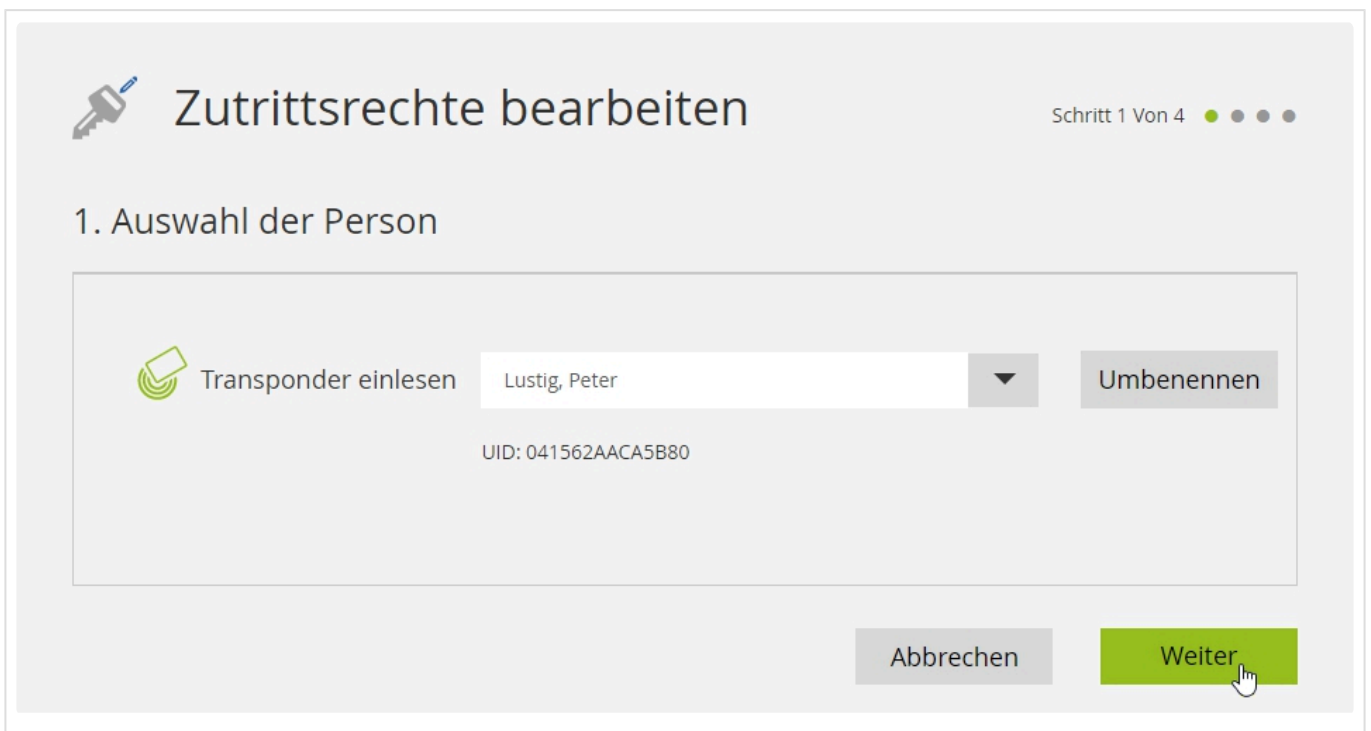 Zutrittsrechte bearbeiten
Schritt 1 Von 4
1. Auswahl der Person
Transponder einlesen
Lustig, Peter
Umbenennen
UID: 041562AACA5B80
Abbrechen
Weiter